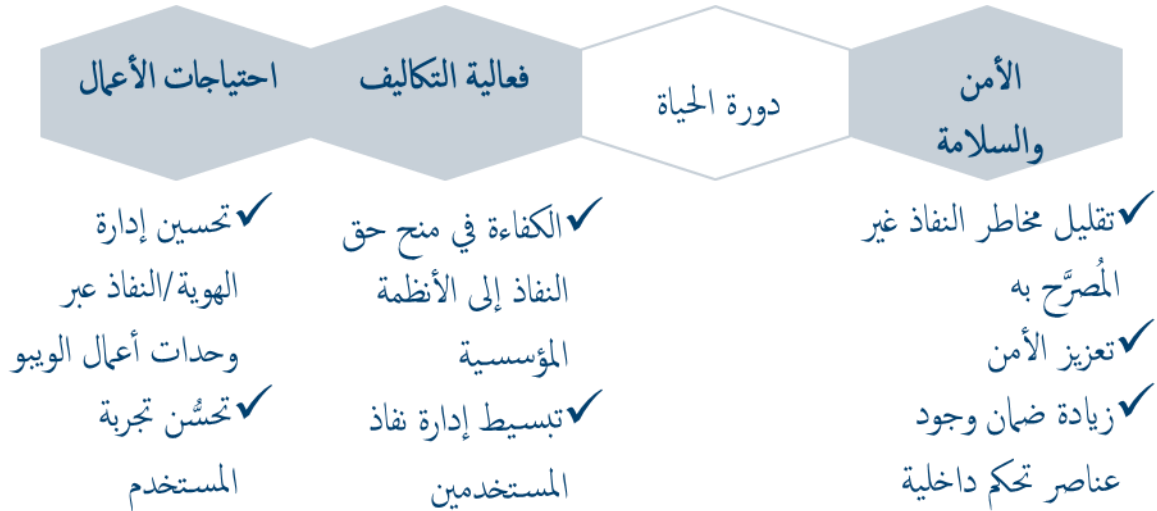 الأمن
والسلامة
دورة الحياة
فعالية التكاليف
احتياجات الأعمال
✔تقليل مخاطر النفاذ غير
المُصرَّح به
✔تعزيز الأمن
✔زيادة ضمان وجود
عناصر تحكم داخلية
✔الكفاءة في منح حق
النفاذ إلى الأنظمة
المؤسسية
✔تبسيط إدارة نفاذ
المستخدمين
✔تحسين إدارة
الهوية/النفاذ عبر
وحدات أعمال الويبو
✔تحسُّن تجربة
المستخدم